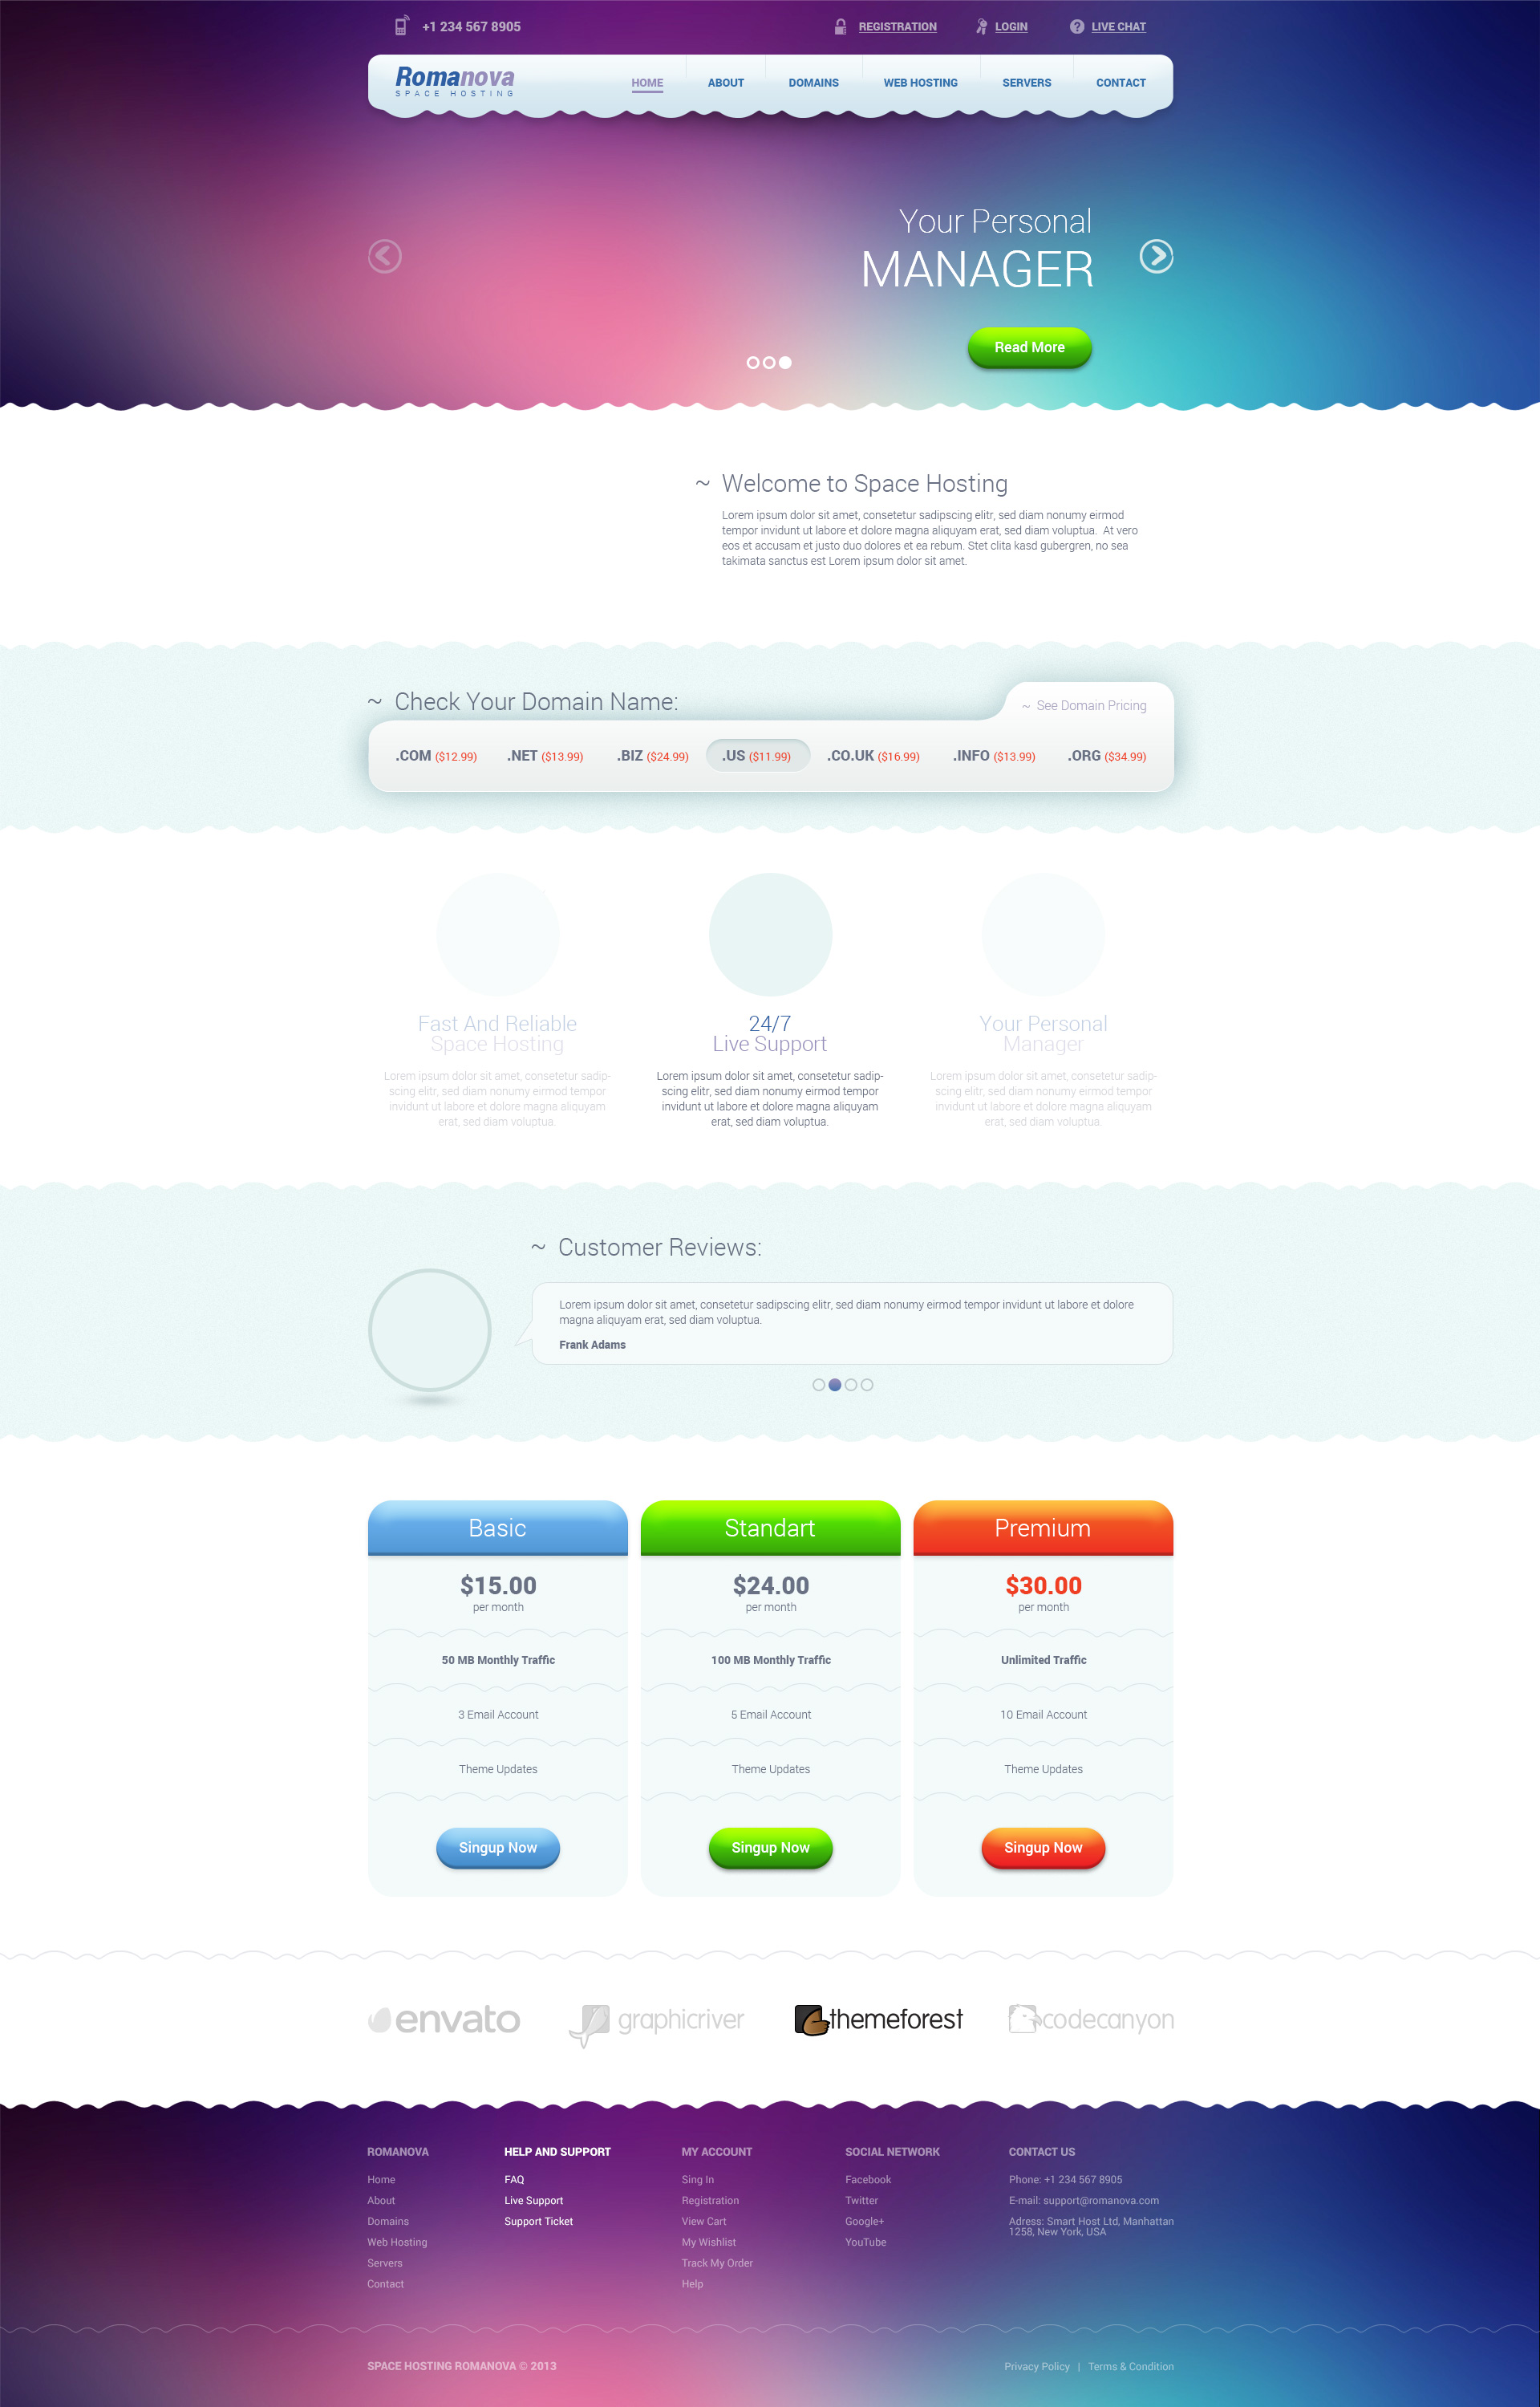 +1 234 567 8905
REGISTRATION
LOGIN
LIVE CHAT
Romanova
SPACE HOSTING
HOME
ABOUT
DOMAINS
WEB HOSTING
SERVERS
CONTACT
Your Personal
MANAGER
Read More
~ Welcome to Space Hosting
Lorem ipsum dolor sit amet, consetetur sadipscing elitr, sed diam nonumy eirmod
tempor invidunt ut labore et dolore magna aliquyam erat, sed diam voluptua. At vero
eos et accusam et justo duo dolores et ea rebum. Stet clita kasd gubergren, no sea
takimata sanctus est Lorem ipsum dolor sit amet.
~ Check Your Domain Name:
~ See Domain Pricing
.COM ($12.99)
.NET ($13.99)
.BIZ ($24.99)
.US ($11.99)
.CO.UK ($16.99)
.INFO ($13.99)
.ORG ($34.99)
Fast And Reliable
Space Hosting
Lorem ipsum dolor sit amet, consetetur sadip-
scing elitr, sed diam nonumy eirmod tempor
invidunt ut labore et dolore magna aliquyam
erat, sed diam voluptua.
24/7
Live Support
Lorem ipsum dolor sit amet, consetetur sadip-
scing elitr, sed diam nonumy eirmod tempor
invidunt ut labore et dolore magna aliquyam
erat, sed diam voluptua.
Your Personal
Manager
Lorem ipsum dolor sit amet, consetetur sadip-
scing elitr, sed diam nonumy eirmod tempor
invidunt ut labore et dolore magna aliquyam
erat, sed diam voluptua.
~ Customer Reviews:
Lorem ipsum dolor sit amet, consetetur sadipscing elitr, sed diam nonumy eirmod tempor invidunt ut labore et dolore
magna aliquyam erat, sed diam voluptua.
Frank Adams
Basic
$15.00
per month
50 MB Monthly Traffic
3 Email Account
Theme Updates
Singup Now
Standart
$24.00
per month
100 MB Monthly Traffic
5 Email Account
Theme Updates
Singup Now
Premium
$30.00
per month
Unlimited Traffic
10 Email Account
Theme Updates
Singup Now
envato
graphicriver
themeforest
codecanyon
ROMANOVA
Home
About
Domains
Web Hosting
Servers
Contact
HELP AND SUPPORT
FAQ
Live Support
Support Ticket
MY ACCOUNT
Sing In
Registration
View Cart
My Wishlist
Track My Order
Help
SOCIAL NETWORK
Facebook
Twitter
Google+
YouTube
CONTACT US
Phone: +1 234 567 8905
E-mail: support@romanova.com
Adress: Smart Host Ltd, Manhattan
1258, New York, USA
SPACE HOSTING ROMANOVA © 2013
Privacy Policy | Terms & Condition